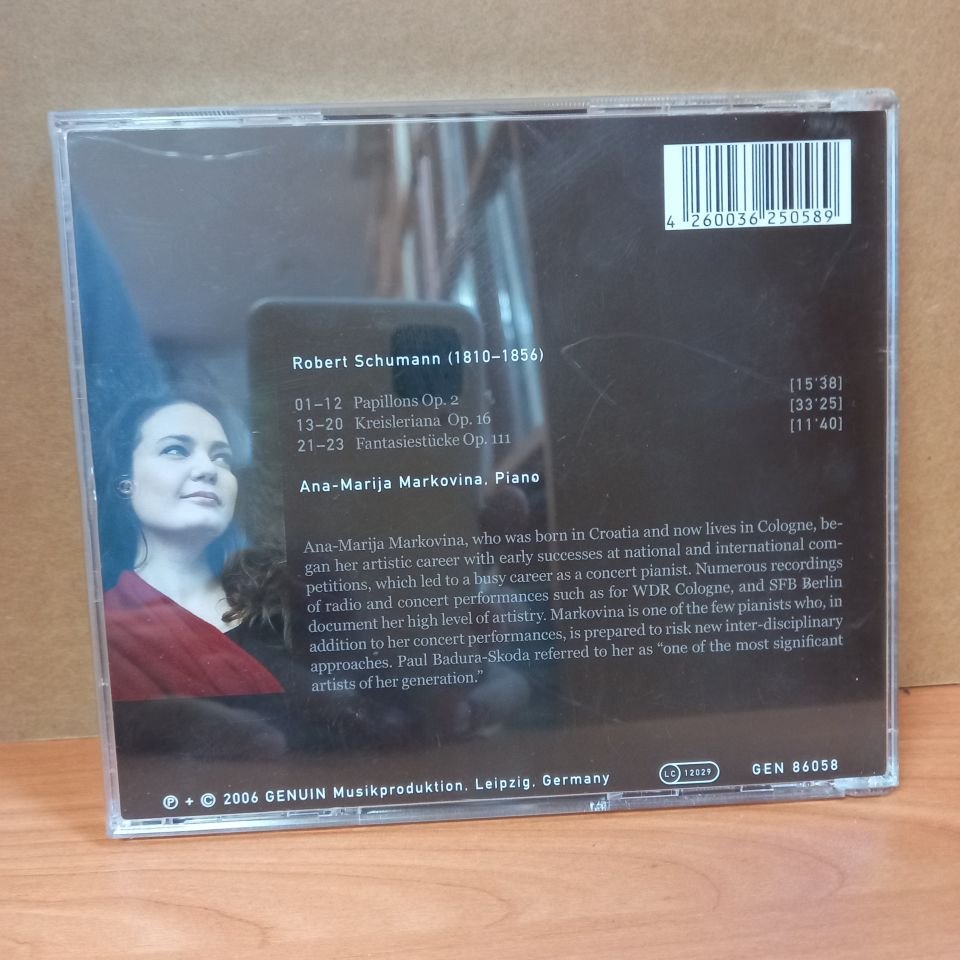 4 260036 250589
Robert Schumann (1810–1856)
01–12 Papillons Op. 2 [15'38]
13–20 Kreisleriana Op. 16 [33'25]
21–23 Fantasiestücke Op. 111 [11'40]
Ana-Marija Markovina, Piano
Ana-Marija Markovina, who was born in Croatia and now lives in Cologne, be-
gan her artistic career with early successes at national and international com-
petitions, which led to a busy career as a concert pianist. Numerous recordings
of radio and concert performances such as for WDR Cologne, and SFB Berlin
document her high level of artistry. Markovina is one of the few pianists who, in
addition to her concert performances, is prepared to risk new inter-disciplinary
approaches. Paul Badura-Skoda referred to her as “one of the most significant
artists of her generation.”
℗ + © 2006 GENUIN Musikproduktion, Leipzig, Germany
LC 12029
GEN 86058